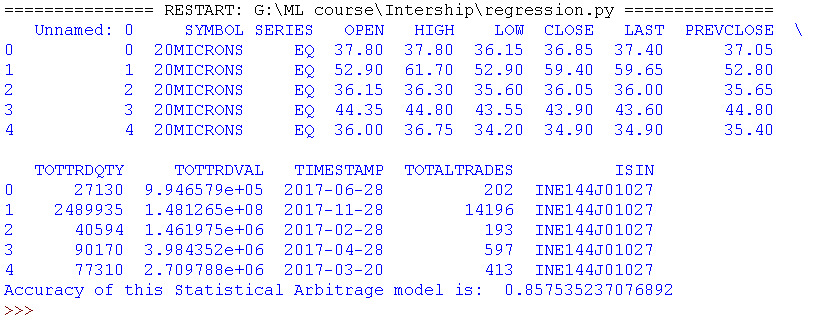 =============== RESTART: G:\ML course\Intership\regression.py ===============
   Unnamed: 0     SYMBOL SERIES   OPEN   HIGH    LOW  CLOSE   LAST  PREVCLOSE  \
0           0  20MICRONS     EQ  37.80  37.80  36.15  36.85  37.40      37.05
1           1  20MICRONS     EQ  52.90  61.70  52.90  59.40  59.65      52.80
2           2  20MICRONS     EQ  36.15  36.30  35.60  36.05  36.00      35.65
3           3  20MICRONS     EQ  44.35  44.80  43.55  43.90  43.60      44.80
4           4  20MICRONS     EQ  36.00  36.75  34.20  34.90  34.90      35.40
   TOTTRDQTY     TOTTRDVAL   TIMESTAMP  TOTALTRADES          ISIN
0      27130  9.946579e+05  2017-06-28          202  INE144J01027
1    2489935  1.481265e+08  2017-11-28        14196  INE144J01027
2      40594  1.461975e+06  2017-02-28          193  INE144J01027
3      90170  3.984352e+06  2017-04-28          597  INE144J01027
4      77310  2.709788e+06  2017-03-20          413  INE144J01027
Accuracy of this Statistical Arbitrage model is:  0.857535237076892
>>>